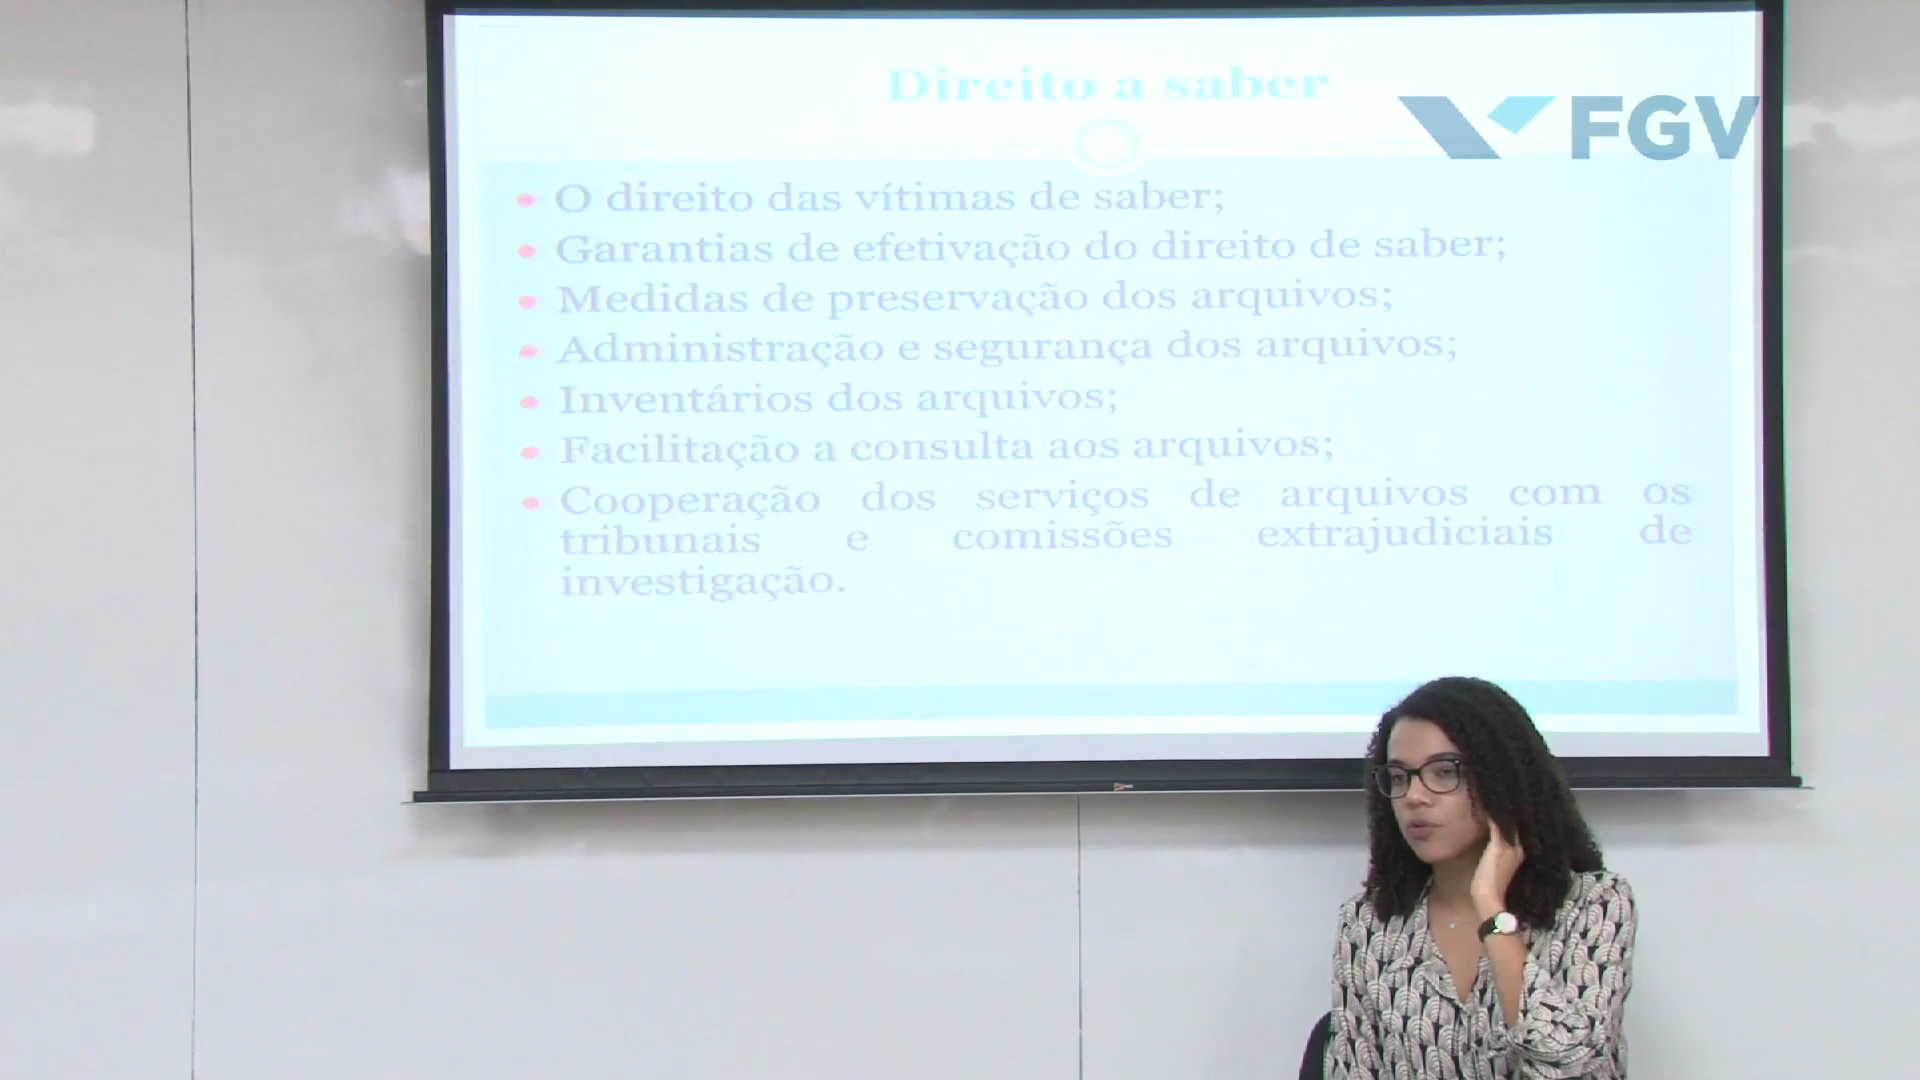 Direito a saber
FGV
• O direito das vítimas de saber;
• Garantias de efetivação do direito de saber;
• Medidas de preservação dos arquivos;
• Administração e segurança dos arquivos;
• Inventários dos arquivos;
• Facilitação a consulta aos arquivos;
• Cooperação dos serviços de arquivos com os
tribunais e comissões extrajudiciais de
investigação.